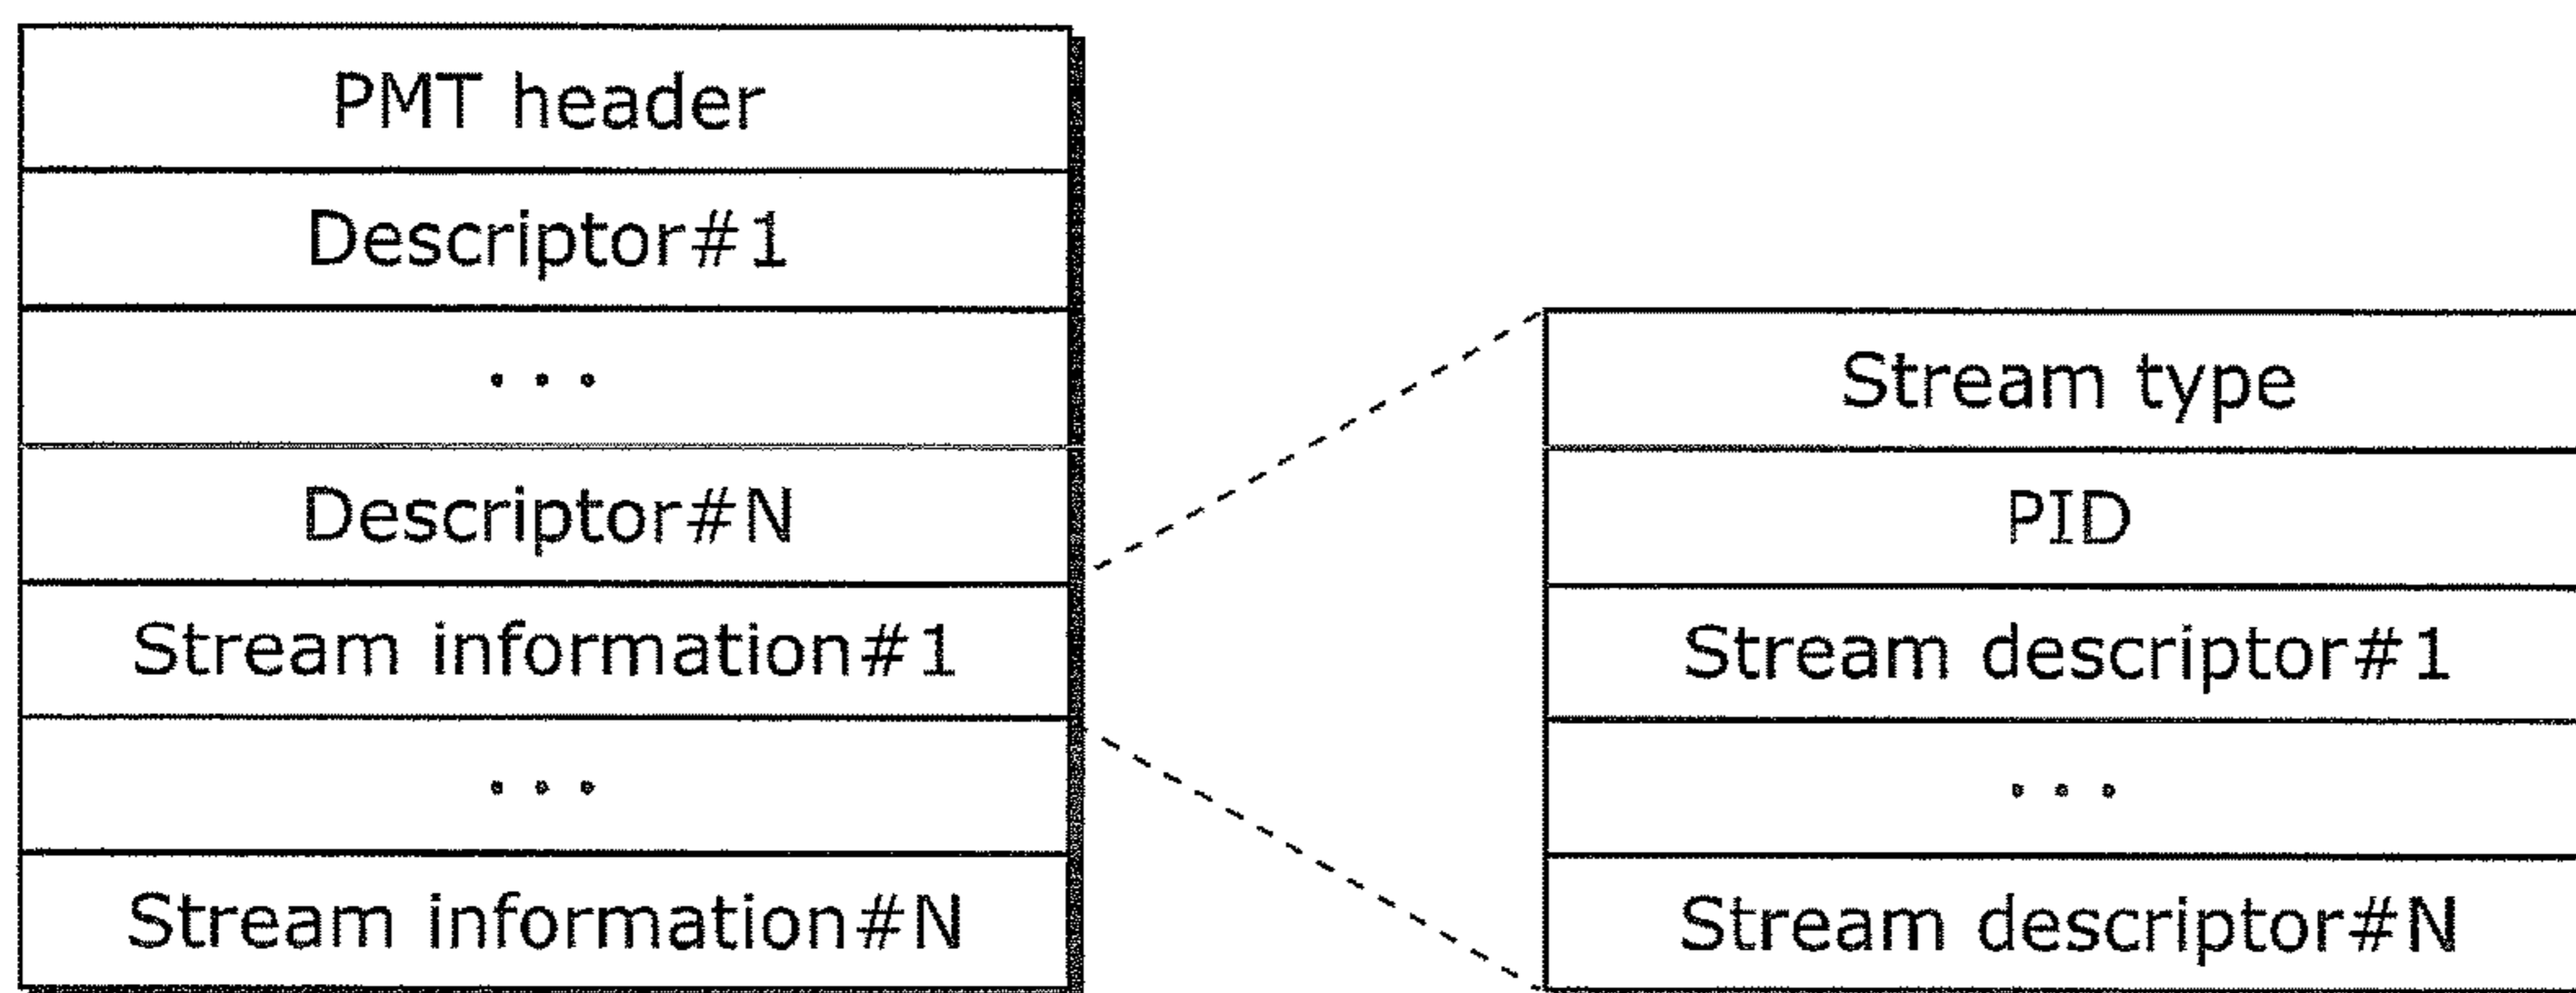 PMT header
Descriptor#1
...
Descriptor#N
Stream information#1
...
Stream information#N
Stream type
PID
Stream descriptor#1
...
Stream descriptor#N